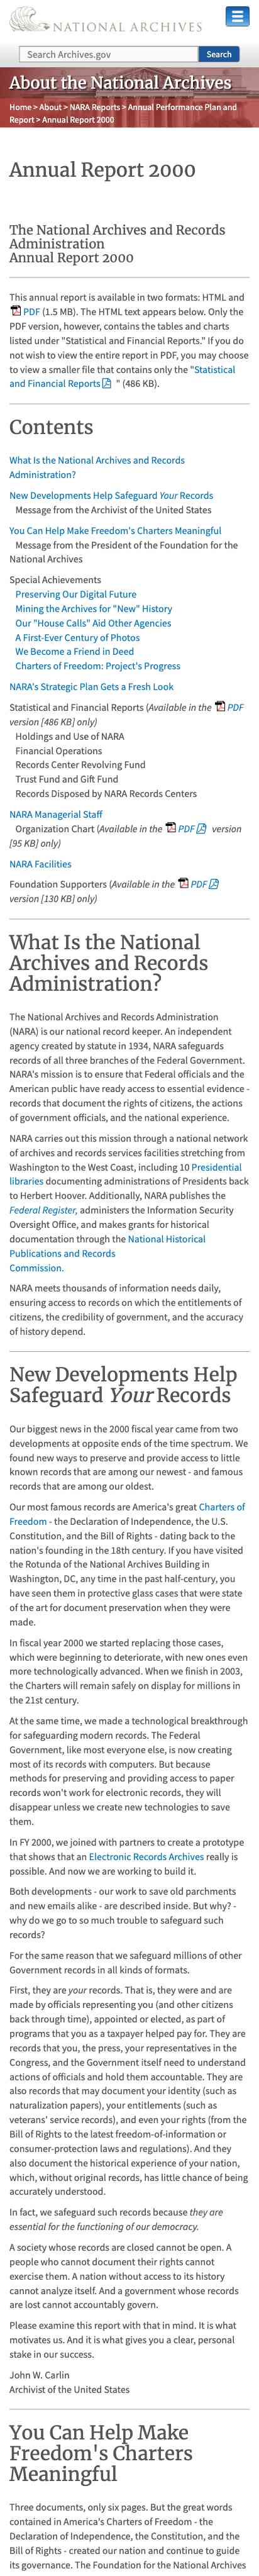 NATIONAL ARCHIVES
Search Archives.gov
Search
About the National Archives
Home > About > NARA Reports > Annual Performance Plan and
Report > Annual Report 2000
Annual Report 2000
The National Archives and Records
Administration
Annual Report 2000
This annual report is available in two formats: HTML and
PDF (1.5 MB). The HTML text appears below. Only the
PDF version, however, contains the tables and charts
listed under "Statistical and Financial Reports." If you do
not wish to view the entire report in PDF, you may choose
to view a smaller file that contains only the "Statistical
and Financial Reports " (486 KB).
Contents
What Is the National Archives and Records
Administration?
New Developments Help Safeguard Your Records
Message from the Archivist of the United States
You Can Help Make Freedom's Charters Meaningful
Message from the President of the Foundation for the
National Archives
Special Achievements
Preserving Our Digital Future
Mining the Archives for "New" History
Our "House Calls" Aid Other Agencies
A First-Ever Century of Photos
We Become a Friend in Deed
Charters of Freedom: Project's Progress
NARA's Strategic Plan Gets a Fresh Look
Statistical and Financial Reports (Available in the PDF
version [486 KB] only)
Holdings and Use of NARA
Financial Operations
Records Center Revolving Fund
Trust Fund and Gift Fund
Records Disposed by NARA Records Centers
NARA Managerial Staff
Organization Chart (Available in the PDF version
[95 KB] only)
NARA Facilities
Foundation Supporters (Available in the PDF
version [130 KB] only)
What Is the National
Archives and Records
Administration?
The National Archives and Records Administration
(NARA) is our national record keeper. An independent
agency created by statute in 1934, NARA safeguards
records of all three branches of the Federal Government.
NARA's mission is to ensure that Federal officials and the
American public have ready access to essential evidence -
records that document the rights of citizens, the actions
of government officials, and the national experience.
NARA carries out this mission through a national network
of archives and records services facilities stretching from
Washington to the West Coast, including 10 Presidential
libraries documenting administrations of Presidents back
to Herbert Hoover. Additionally, NARA publishes the
Federal Register, administers the Information Security
Oversight Office, and makes grants for historical
documentation through the National Historical
Publications and Records
Commission.
NARA meets thousands of information needs daily,
ensuring access to records on which the entitlements of
citizens, the credibility of government, and the accuracy
of history depend.
New Developments Help
Safeguard Your Records
Our biggest news in the 2000 fiscal year came from two
developments at opposite ends of the time spectrum. We
found new ways to preserve and provide access to little
known records that are among our newest - and famous
records that are among our oldest.
Our most famous records are America's great Charters of
Freedom - the Declaration of Independence, the U.S.
Constitution, and the Bill of Rights - dating back to the
nation's founding in the 18th century. If you have visited
the Rotunda of the National Archives Building in
Washington, DC, any time in the past half-century, you
have seen them in protective glass cases that were state
of the art for document preservation when they were
made.
In fiscal year 2000 we started replacing those cases,
which were beginning to deteriorate, with new ones even
more technologically advanced. When we finish in 2003,
the Charters will remain safely on display for millions in
the 21st century.
At the same time, we made a technological breakthrough
for safeguarding modern records. The Federal
Government, like most everyone else, is now creating
most of its records with computers. But because
methods for preserving and providing access to paper
records won't work for electronic records, they will
disappear unless we create new technologies to save
them.
In FY 2000, we joined with partners to create a prototype
that shows that an Electronic Records Archives really is
possible. And now we are working to build it.
Both developments - our work to save old parchments
and new emails alike - are described inside. But why? -
why do we go to so much trouble to safeguard such
records?
For the same reason that we safeguard millions of other
Government records in all kinds of formats.
First, they are your records. That is, they were and are
made by officials representing you (and other citizens
back through time), appointed or elected, as part of
programs that you as a taxpayer helped pay for. They are
records that you, the press, your representatives in the
Congress, and the Government itself need to understand
actions of officials and hold them accountable. They are
also records that may document your identity (such as
naturalization papers), your entitlements (such as
veterans' service records), and even your rights (from the
Bill of Rights to the latest freedom-of-information or
consumer-protection laws and regulations). And they
also document the historical experience of your nation,
which, without original records, has little chance of being
accurately understood.
In fact, we safeguard such records because they are
essential for the functioning of our democracy.
A society whose records are closed cannot be open. A
people who cannot document their rights cannot
exercise them. A nation without access to its history
cannot analyze itself. And a government whose records
are lost cannot accountably govern.
Please examine this report with that in mind. It is what
motivates us. And it is what gives you a clear, personal
stake in our success.
John W. Carlin
Archivist of the United States
You Can Help Make
Freedom's Charters
Meaningful
Three documents, only six pages. But the great words
contained in America's Charters of Freedom - the
Declaration of Independence, the Constitution, and the
Bill of Rights - created our nation and continue to guide
its governance. The Foundation for the National Archives